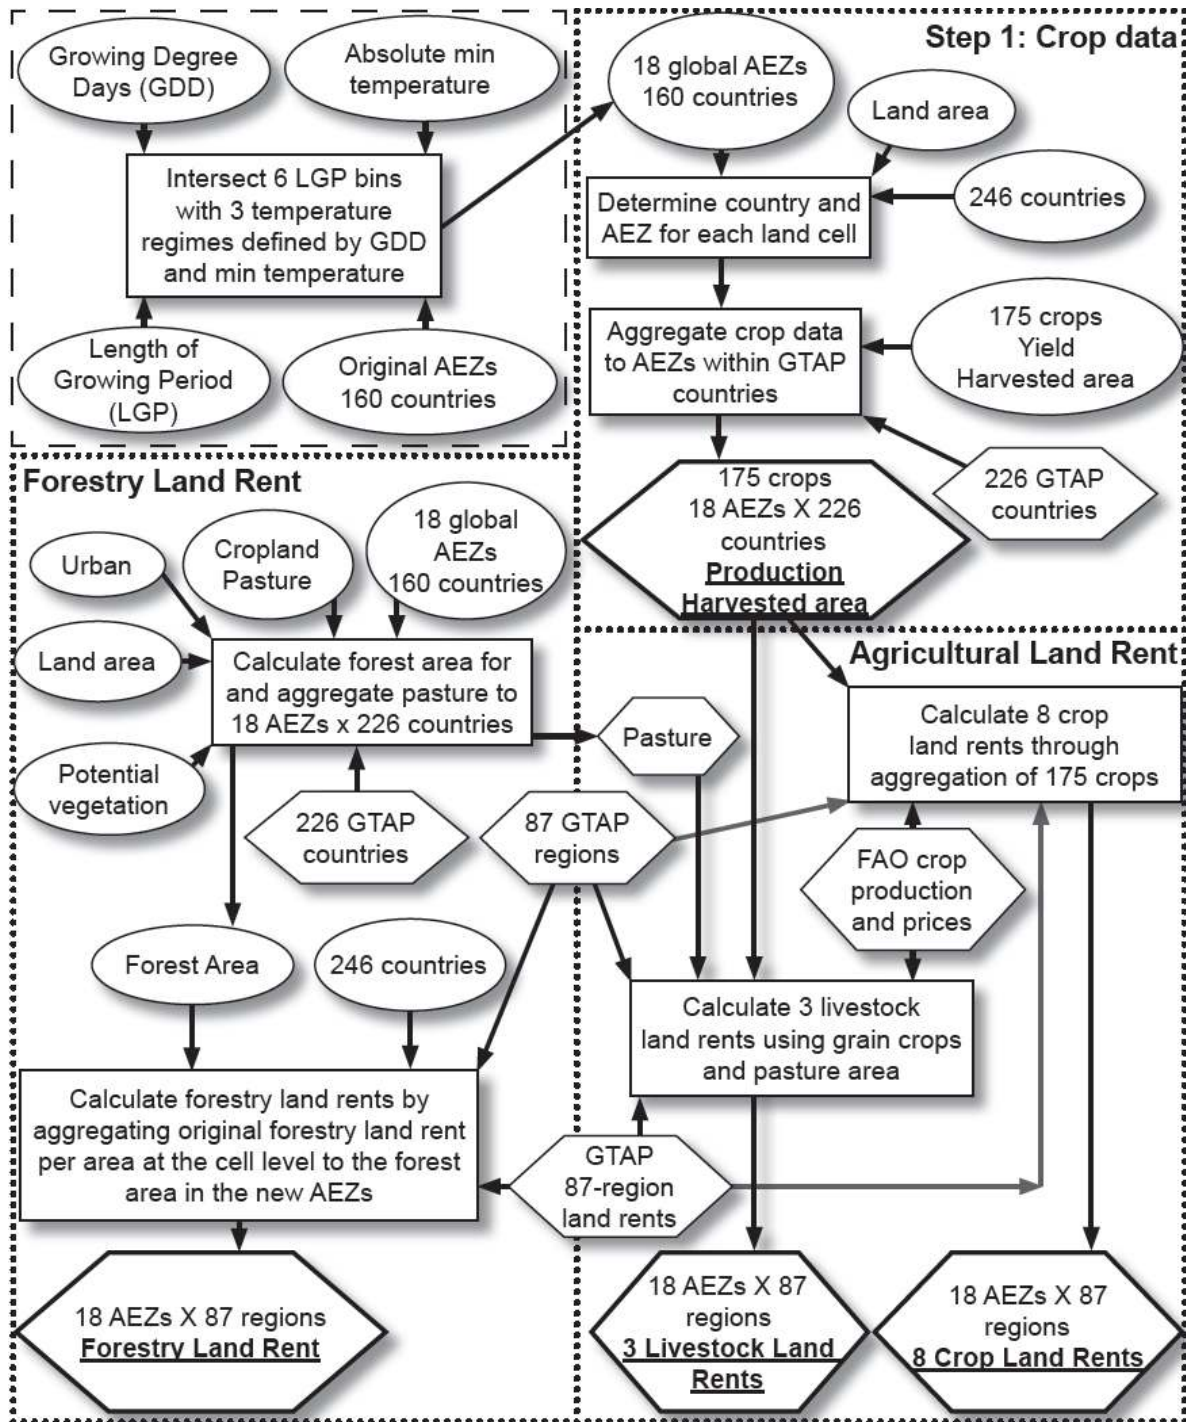 Growing Degree
Days (GDD)
Absolute min
temperature
Intersect 6 LGP bins
with 3 temperature
regimes defined by GDD
and min temperature
Length of
Growing Period
(LGP)
Original AEZs
160 countries
Step 1: Crop data
18 global AEZs
160 countries
Land area
Determine country and
AEZ for each land cell
246 countries
Aggregate crop data
to AEZs within GTAP
countries
175 crops
Yield
Harvested area
226 GTAP
countries
175 crops
18 AEZs X 226
countries
Production
Harvested area
Forestry Land Rent
Urban
Cropland
Pasture
18 global
AEZs
160 countries
Land area
Calculate forest area for
and aggregate pasture to
18 AEZs x 226 countries
Potential
vegetation
226 GTAP
countries
Pasture
87 GTAP
regions
Agricultural Land Rent
Calculate 8 crop
land rents through
aggregation of 175 crops
FAO crop
production
and prices
Forest Area
246 countries
Calculate 3 livestock
land rents using grain crops
and pasture area
Calculate forestry land rents by
aggregating original forestry land rent
per area at the cell level to the forest
area in the new AEZs
GTAP
87-region
land rents
18 AEZs X 87 regions
Forestry Land Rent
18 AEZs X 87
regions
3 Livestock Land
Rents
18 AEZs X 87
regions
8 Crop Land Rents